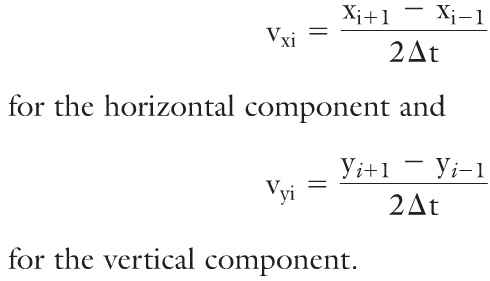 v_xi = (x_i+1 − x_i−1) / 2Δt
for the horizontal component and
v_yi = (y_i+1 − y_i−1) / 2Δt
for the vertical component.